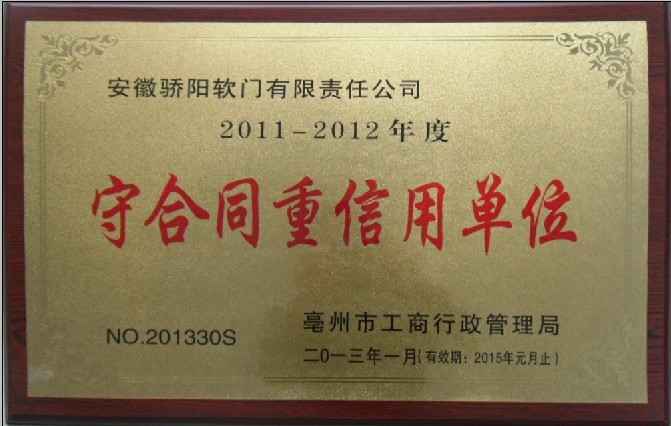 安徽骄阳软门有限责任公司
2011-2012年度
守合同重信用单位
NO.201330S
亳州市工商行政管理局
二0一三年一月(有效期：2015年元月止)